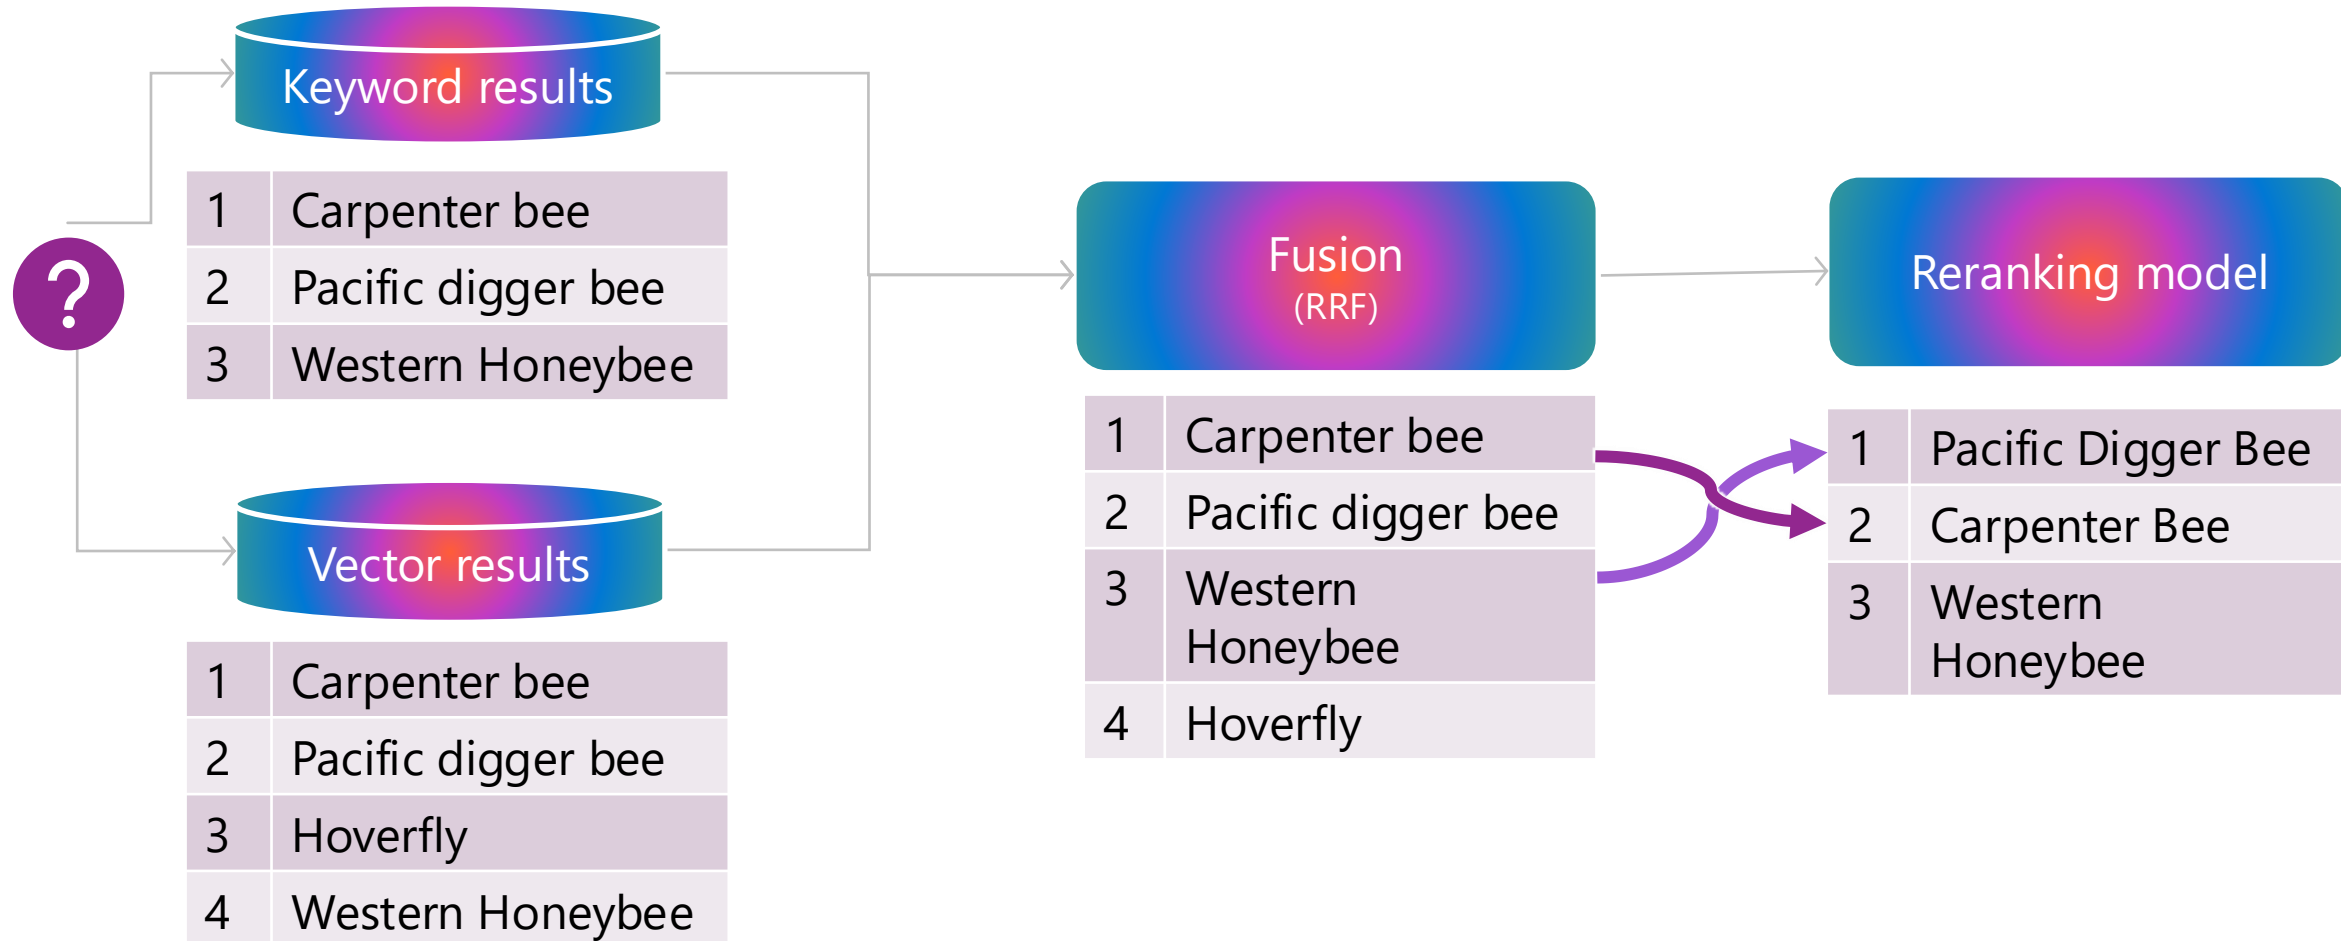 Keyword results
1 Carpenter bee
2 Pacific digger bee
3 Western Honeybee
?
Vector results
1 Carpenter bee
2 Pacific digger bee
3 Hoverfly
4 Western Honeybee
Fusion
(RRF)
1 Carpenter bee
2 Pacific digger bee
3 Western
Honeybee
4 Hoverfly
Reranking model
1 Pacific Digger Bee
2 Carpenter Bee
3 Western
Honeybee